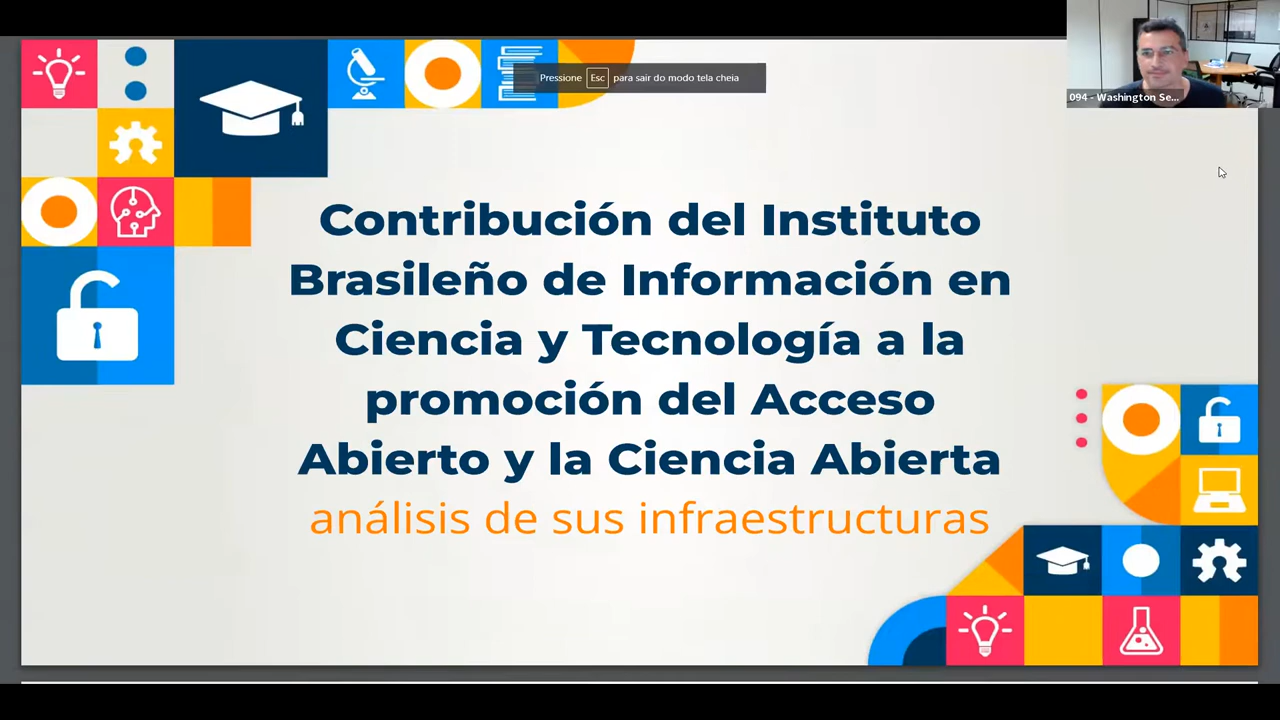 Pressione Esc para sair do modo tela cheia
094 - Washington Se...
Contribución del Instituto
Brasileño de Información en
Ciencia y Tecnología a la
promoción del Acceso
Abierto y la Ciencia Abierta
análisis de sus infraestructuras